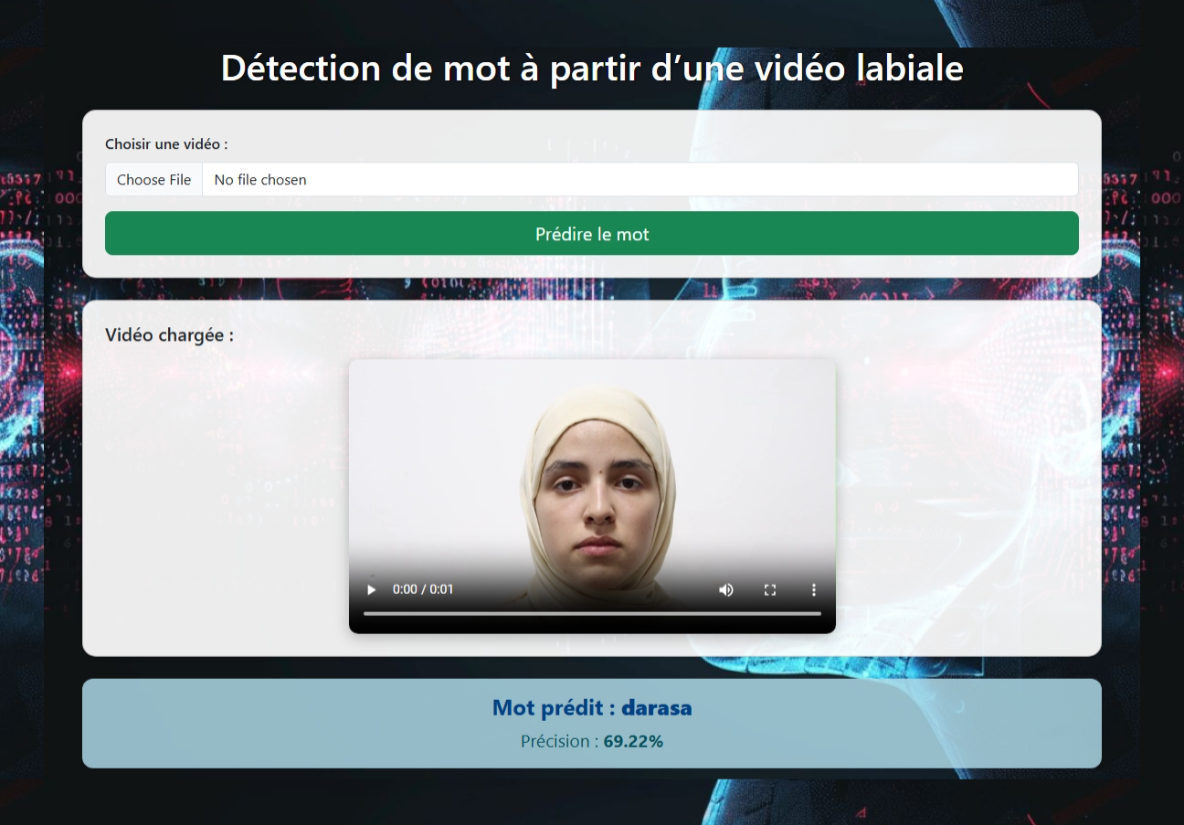 Détection de mot à partir d’une vidéo labiale
Choisir une vidéo :
Choose File No file chosen
Prédire le mot
Vidéo chargée :
0:00 / 0:01
Mot prédit : darasa
Précision : 69.22%